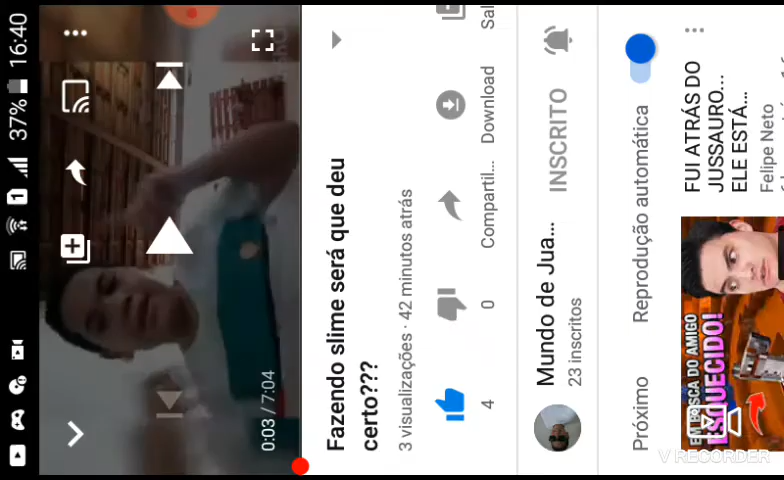 37% 16:40
0:03 / 7:04
Fazendo slime será que deu
certo???
3 visualizações · 42 minutos atrás
4
0
Compartil...
Download
Sal
Mundo de Jua...
23 inscritos
INSCRITO
Próximo
Reprodução automática
EM BUSCA DO AMIGO
ESQUECIDO!
FUI ATRÁS DO
JUSSAURO...
ELE ESTÁ...
Felipe Neto
V RECORDER